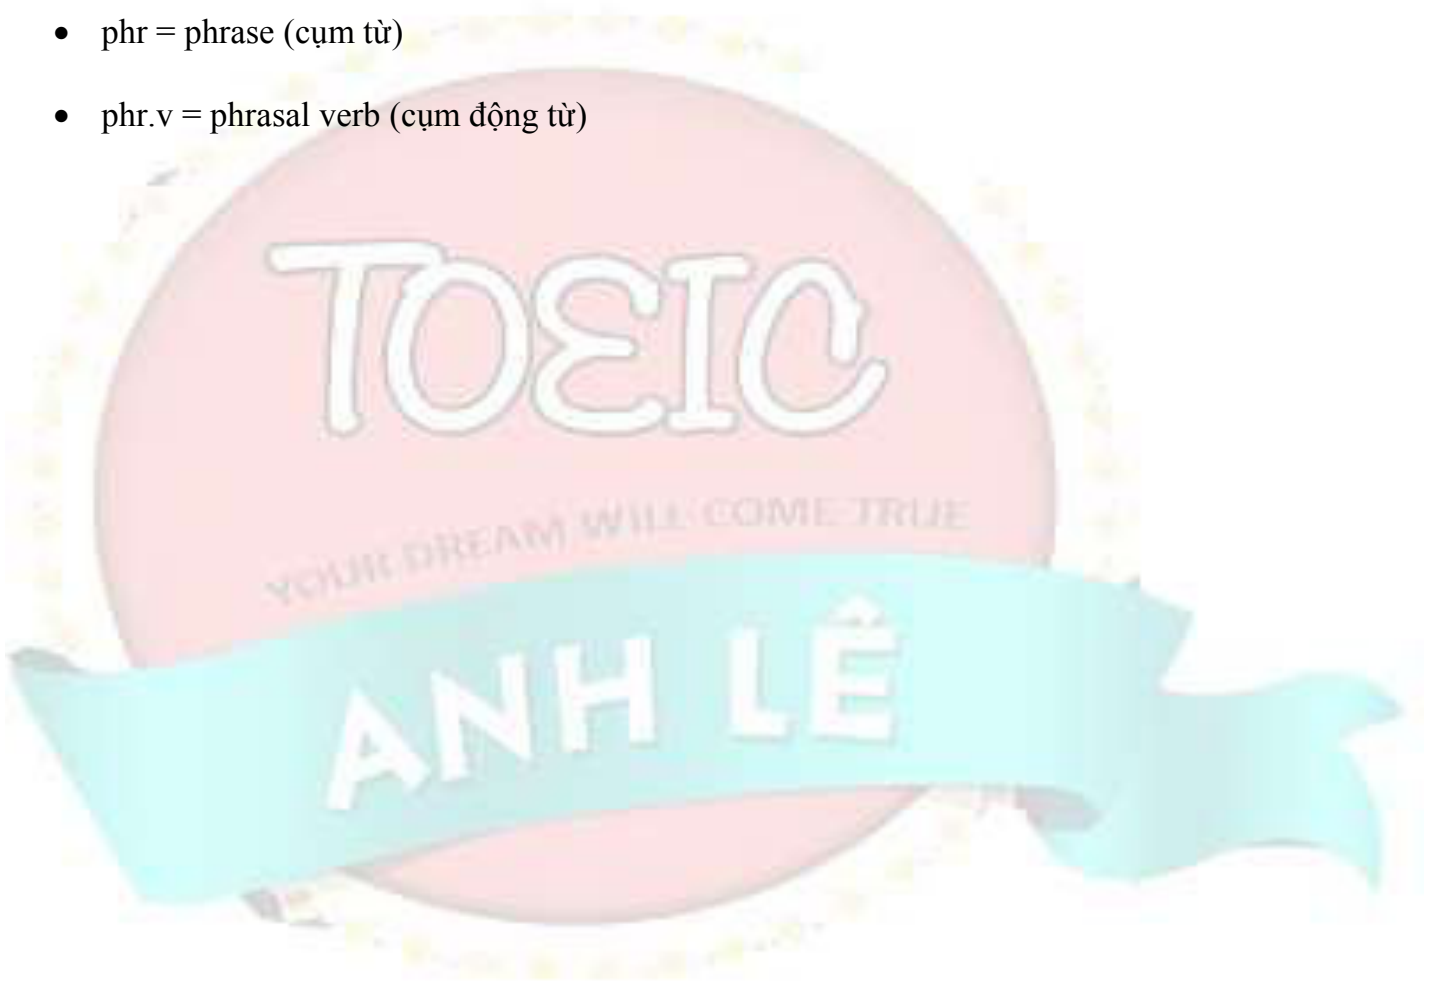 • phr = phrase (cụm từ)
• phr.v = phrasal verb (cụm động từ)
TOEIC
YOUR DREAM WILL COME TRUE
ANH LÊ